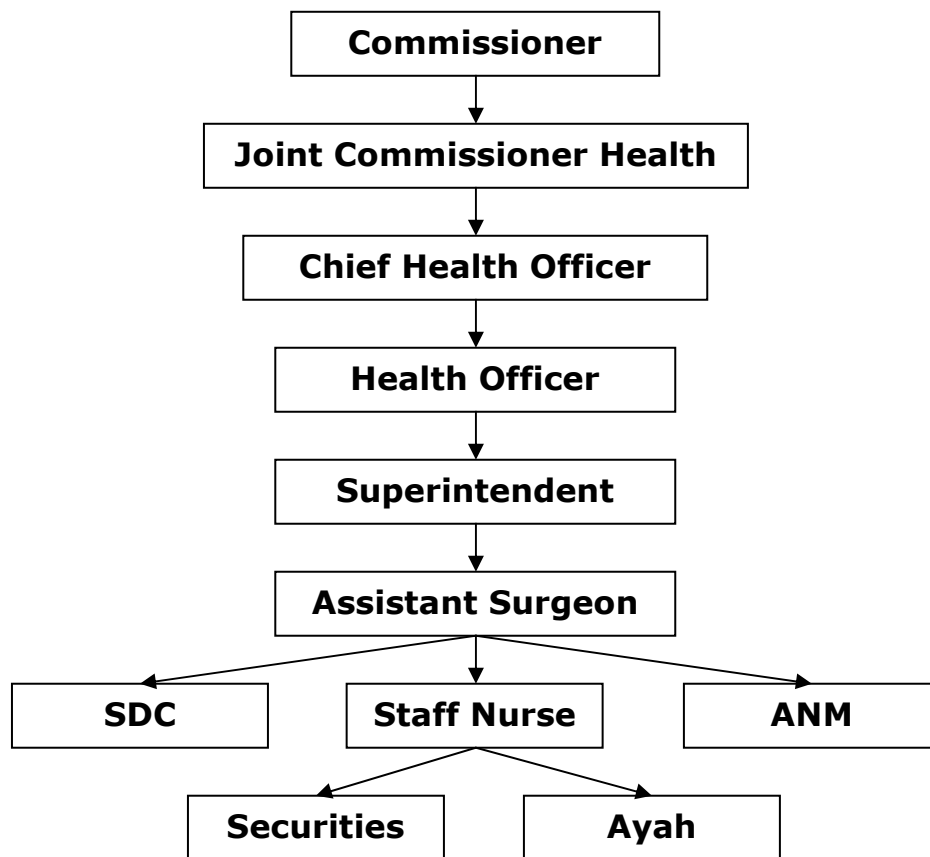 Commissioner
Joint Commissioner Health
Chief Health Officer
Health Officer
Superintendent
Assistant Surgeon
SDC
Staff Nurse
ANM
Securities
Ayah